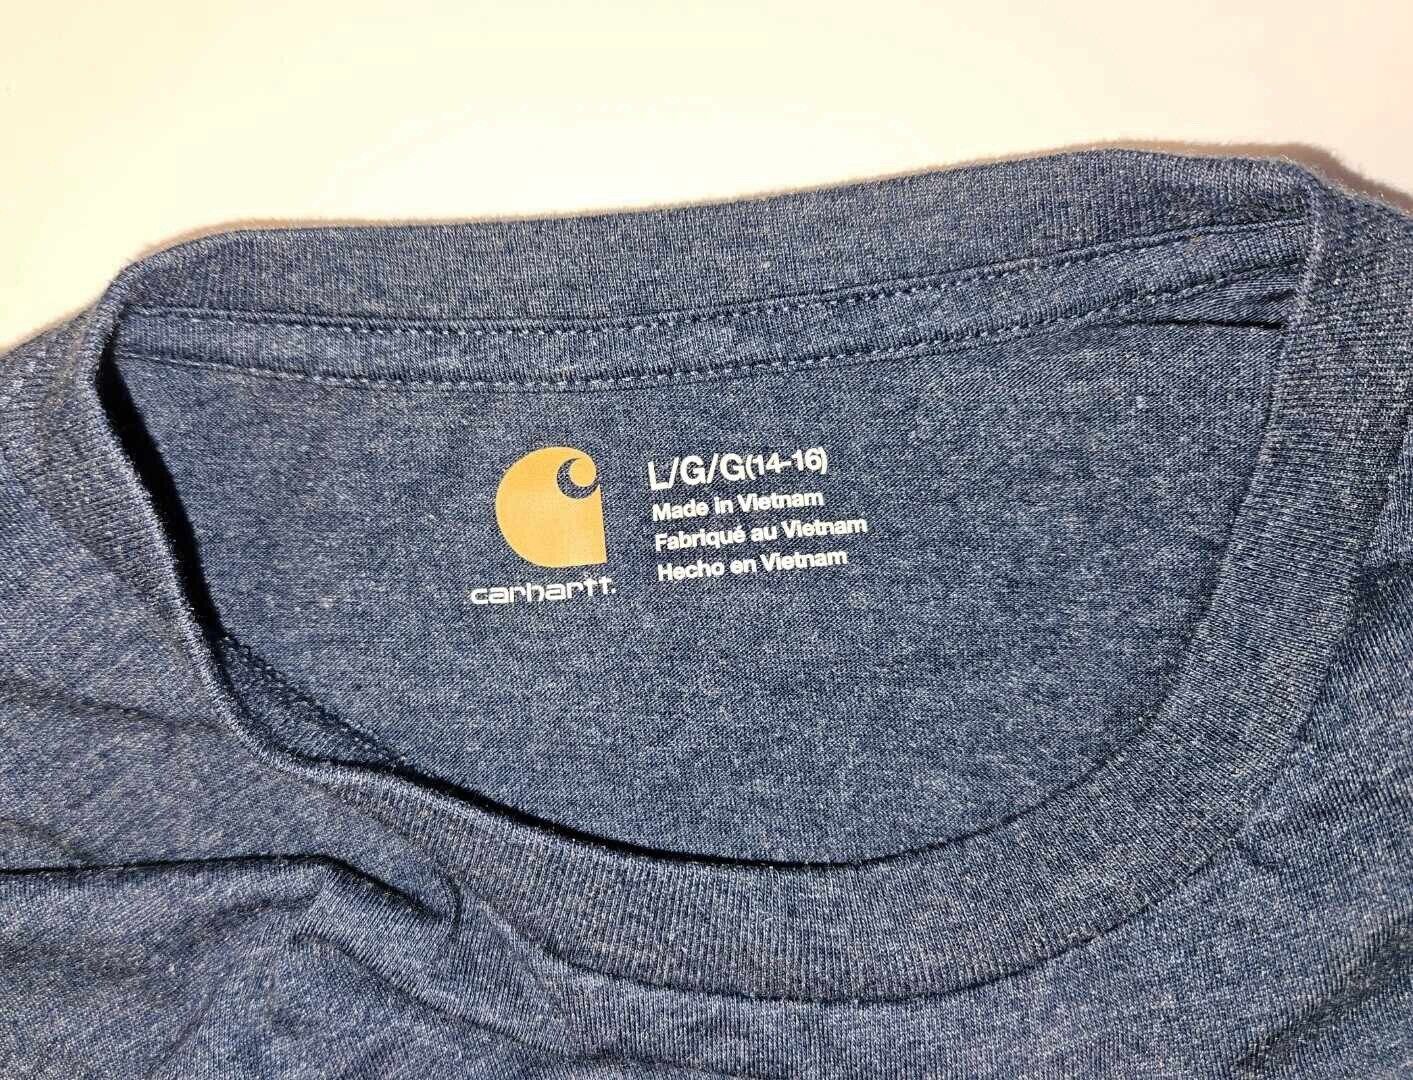 L/G/G(14-16)
Made in Vietnam
Fabriqué au Vietnam
Hecho en Vietnam
carhartt.